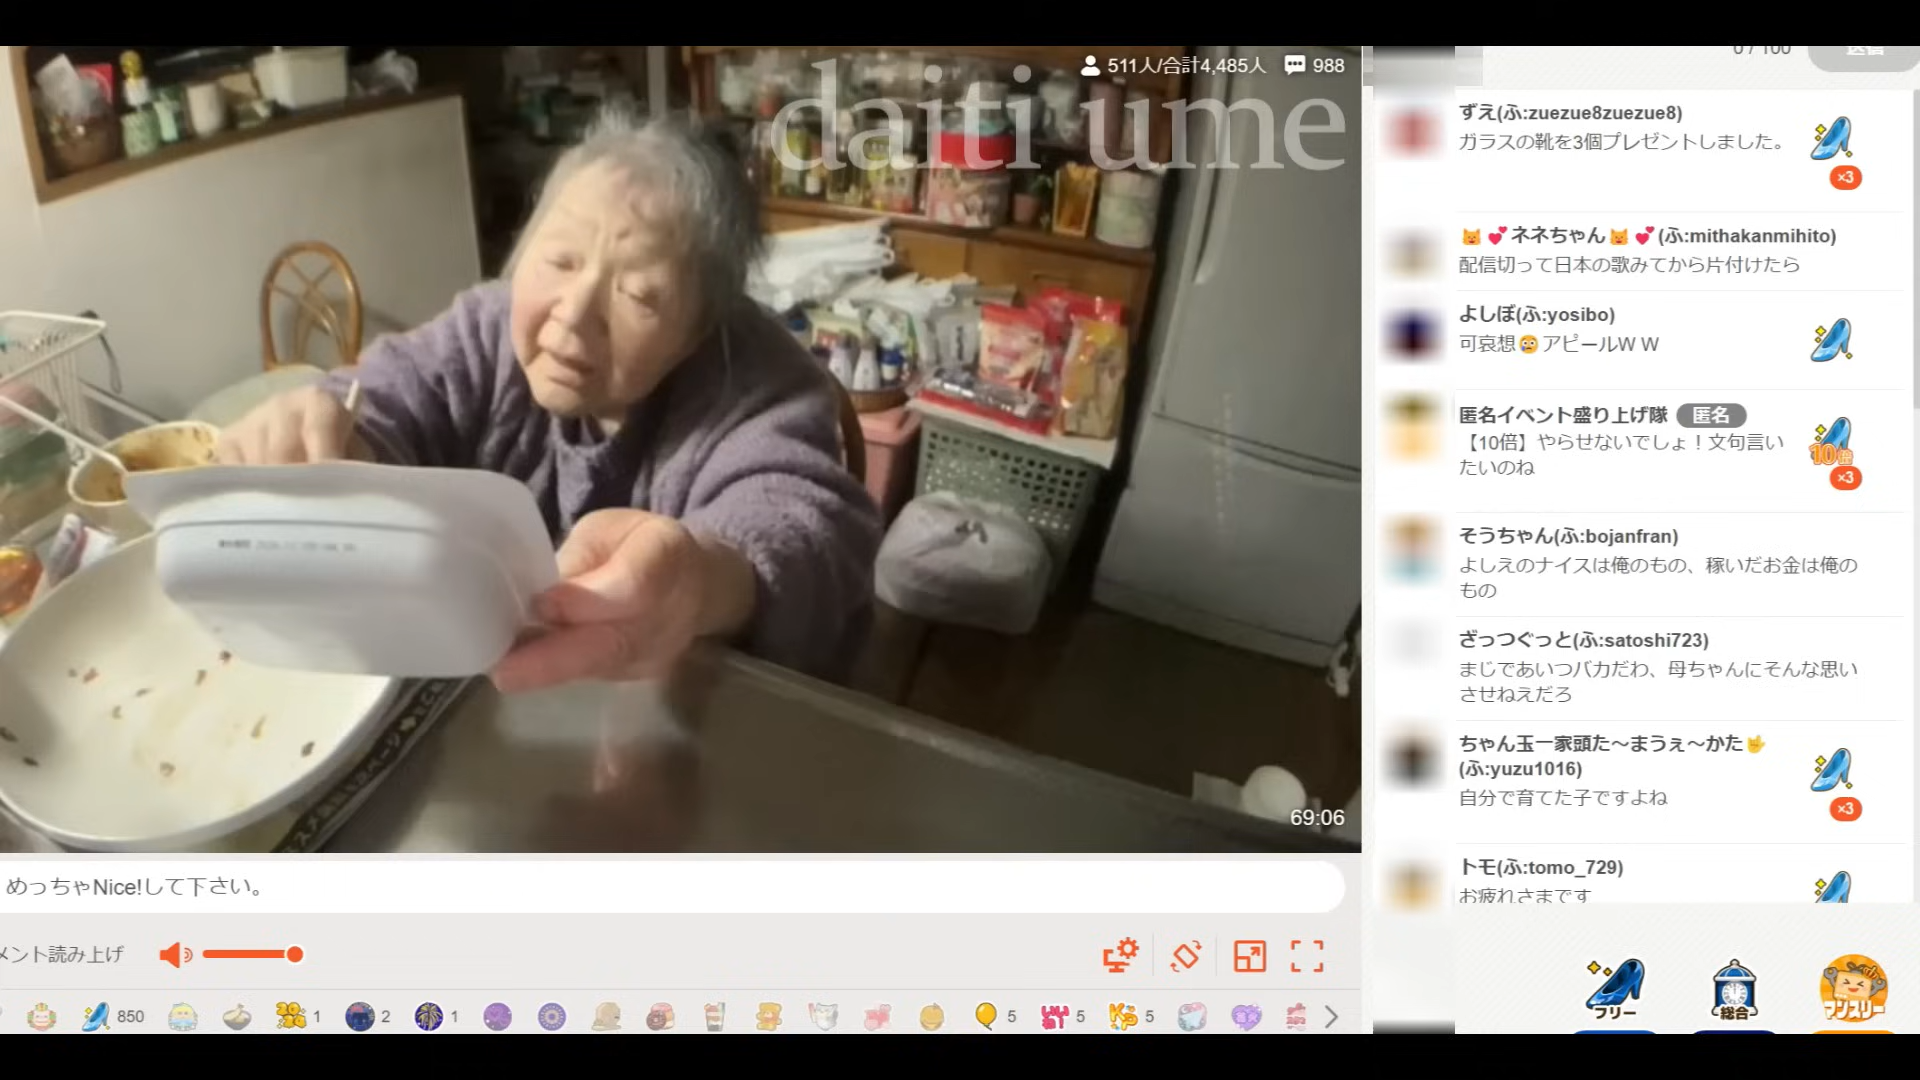 511人/合計4,485人 988
daiti ume
69:06
めっちゃNice!して下さい。
メント読み上げ
850
1
2
1
5
5
5
0 / 100
送信
ずえ(ふ:zuezue8zuezue8)
ガラスの靴を3個プレゼントしました。
×3
🐱💕ネネちゃん🐱💕(ふ:mithakanmihito)
配信切って日本の歌みてから片付けたら
よしぼ(ふ:yosibo)
可哀想😢アピールＷＷ
匿名イベント盛り上げ隊 匿名
【10倍】やらせないでしょ！文句言い
たいのね
10倍
×3
そうちゃん(ふ:bojanfran)
よしえのナイスは俺のもの、稼いだお金は俺の
もの
ざっつぐっと(ふ:satoshi723)
まじであいつバカだわ、母ちゃんにそんな思い
させねえだろ
ちゃん玉一家頭た〜まうぇ〜かた🤟
(ふ:yuzu1016)
自分で育てた子ですよね
×3
トモ(ふ:tomo_729)
お疲れさまです
フリー
総合
マンスリー